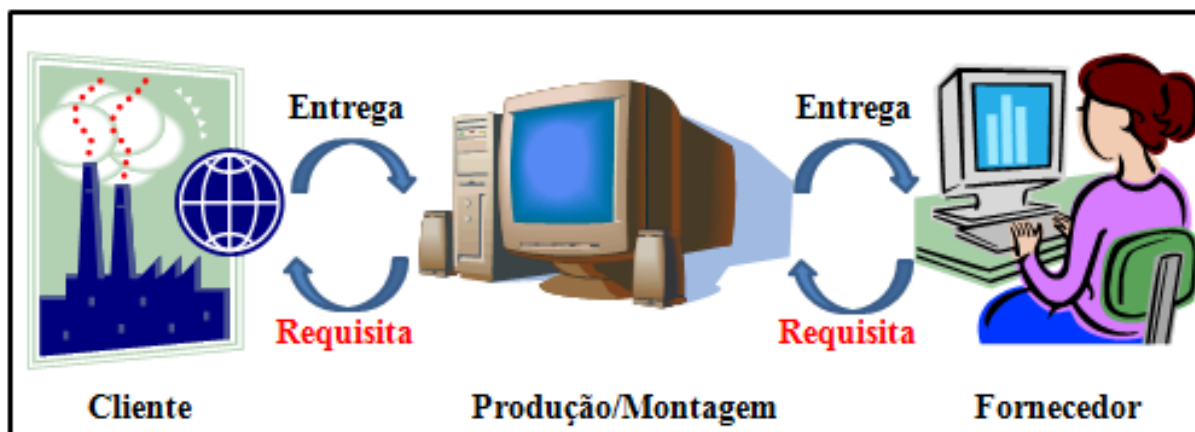 Entrega
Entrega
Requisita
Requisita
Cliente
Produção/Montagem
Fornecedor